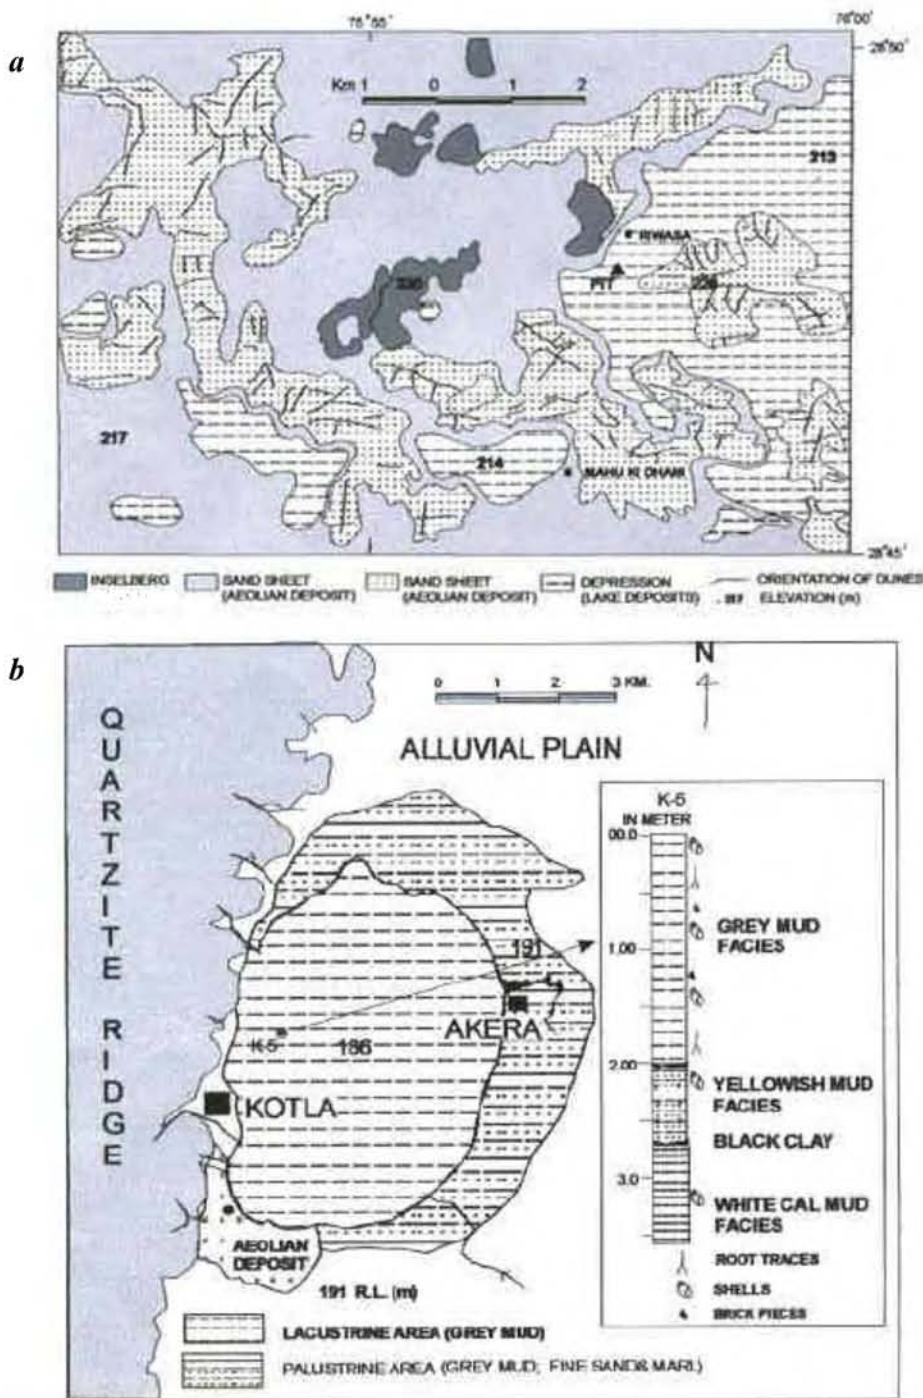 a
75°55'
76°00'
28°50'
Km 1 0 1 2
213
RIWASA
PIT
217
214
MAHU KI DHANI
28°45'
INSELBERG
SAND SHEET
(AEOLIAN DEPOSIT)
SAND SHEET
(AEOLIAN DEPOSIT)
DEPRESSION
(LAKE DEPOSITS)
ORIENTATION OF DUNES
ELEVATION (m)
b
N
0 1 2 3 KM.
QUARTZITE RIDGE
ALLUVIAL PLAIN
K-5
IN METER
00.0
GREY MUD
FACIES
1.00
191
AKERA
K-5
186
2.00
YELLOWISH MUD
FACIES
KOTLA
BLACK CLAY
3.0
WHITE CAL MUD
FACIES
AEOLIAN
DEPOSIT
ROOT TRACES
SHELLS
BRICK PIECES
191 R.L. (m)
LACUSTRINE AREA (GREY MUD)
PALUSTRINE AREA (GREY MUD, FINE SAND& MARL)